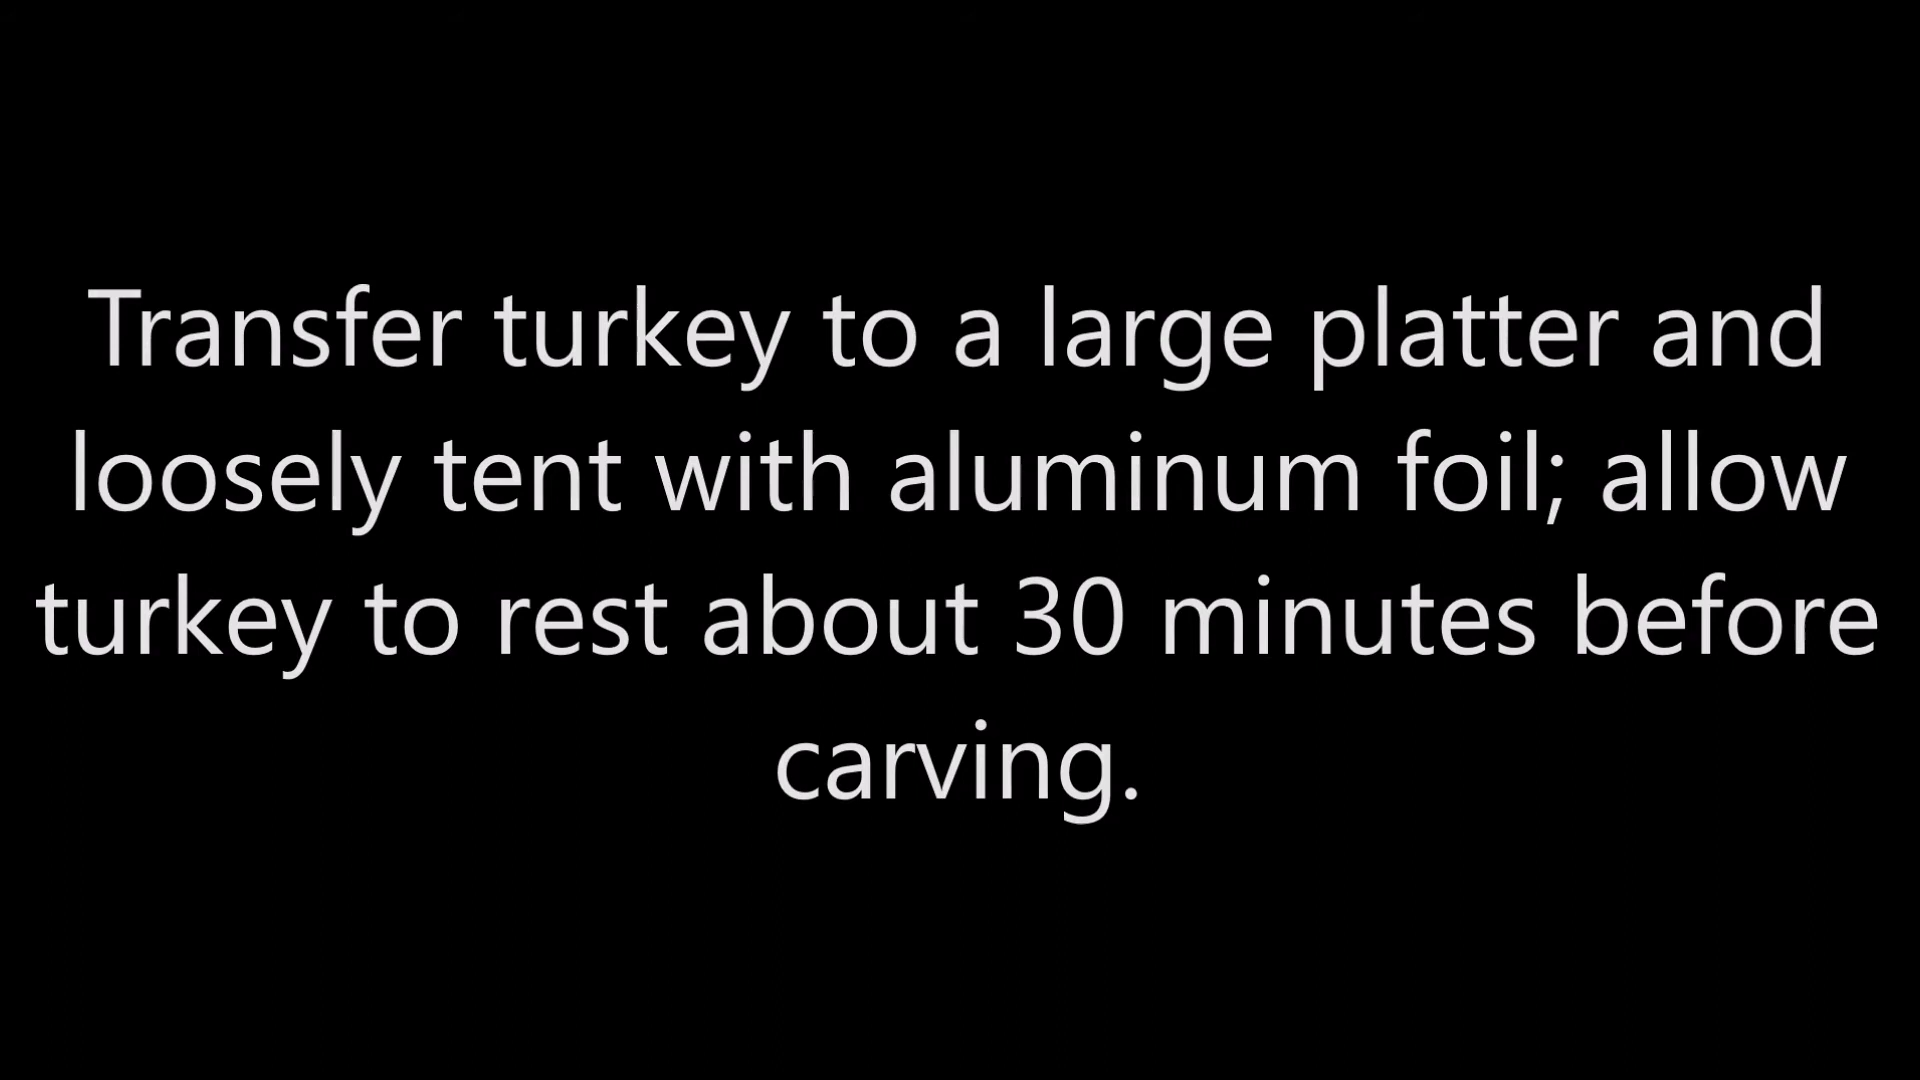 Transfer turkey to a large platter and
loosely tent with aluminum foil; allow
turkey to rest about 30 minutes before
carving.